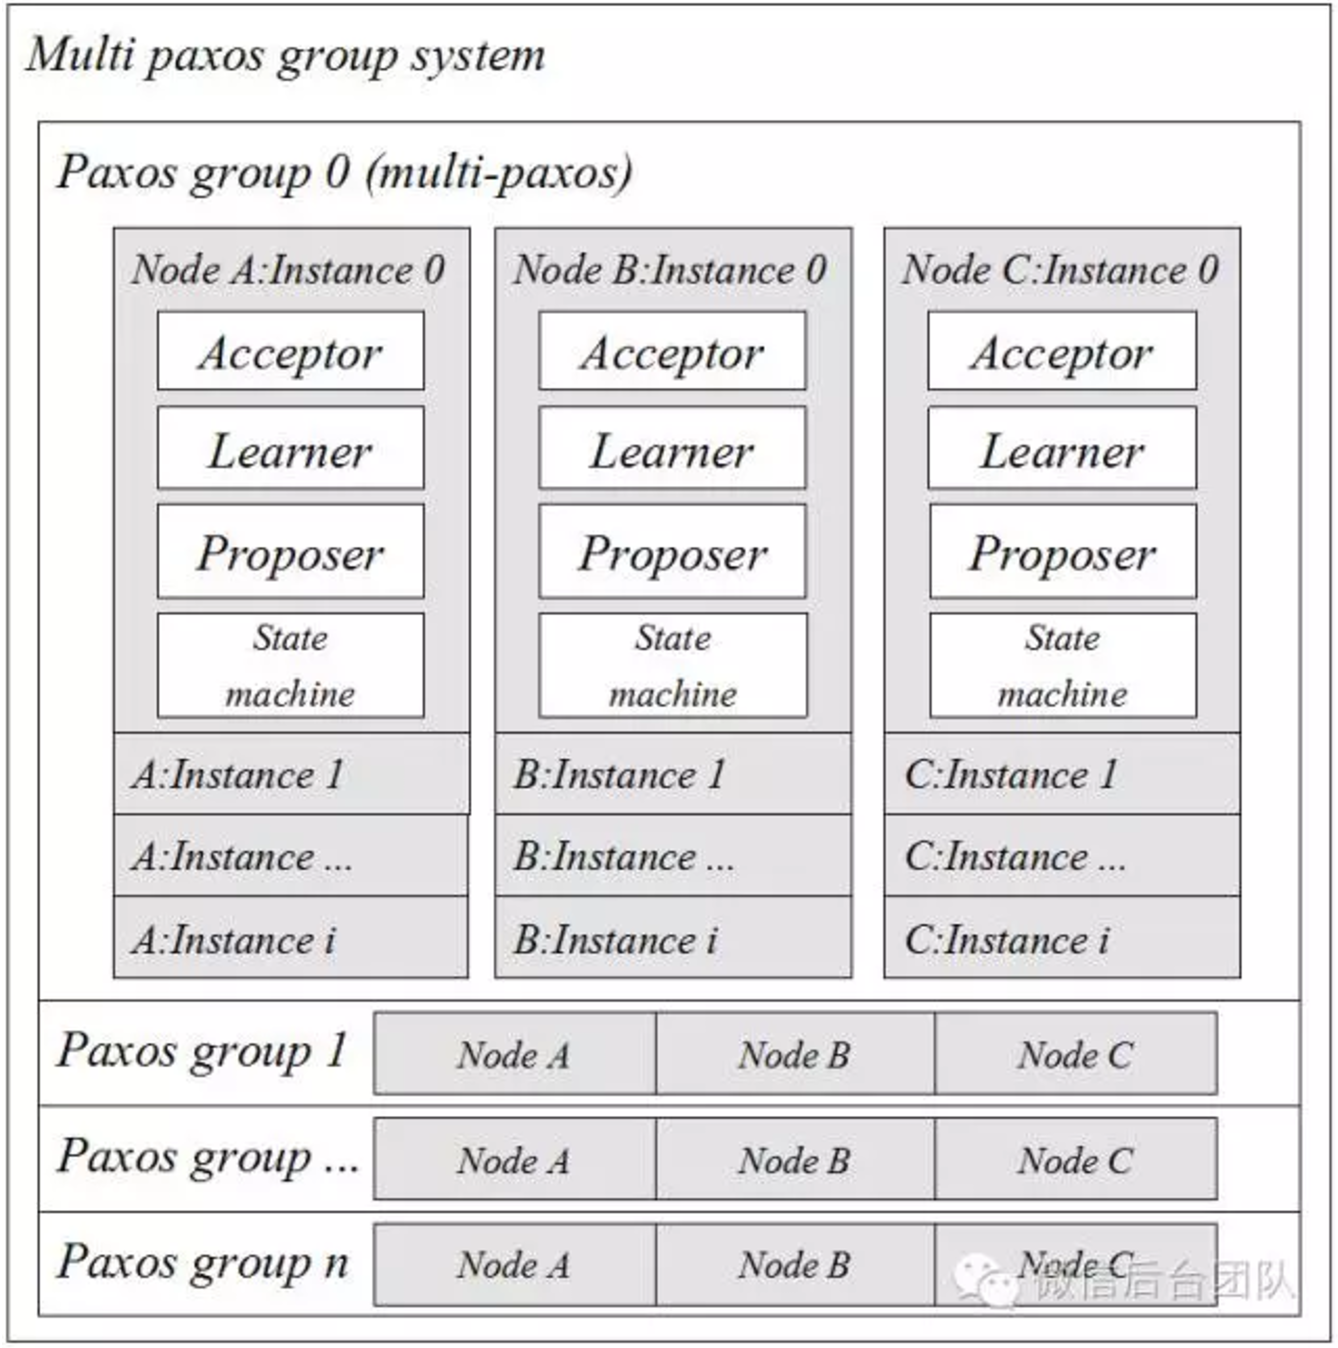 Multi paxos group system
Paxos group 0 (multi-paxos)
Node A:Instance 0
Acceptor
Learner
Proposer
State
machine
A:Instance 1
A:Instance ...
A:Instance i
Node B:Instance 0
Acceptor
Learner
Proposer
State
machine
B:Instance 1
B:Instance ...
B:Instance i
Node C:Instance 0
Acceptor
Learner
Proposer
State
machine
C:Instance 1
C:Instance ...
C:Instance i
Paxos group 1 Node A Node B Node C
Paxos group ... Node A Node B Node C
Paxos group n Node A Node B Node C
微信后台团队